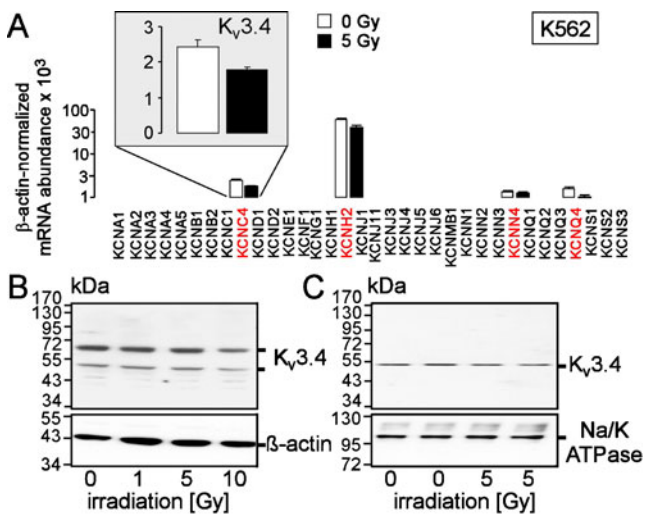 A
K562
Kv3.4
0 Gy
5 Gy
3
2
1
0
β-actin-normalized
mRNA abundance x 10³
100
30
10
3
1
KCNA1
KCNA2
KCNA3
KCNA4
KCNA5
KCNB1
KCNB2
KCNC1
KCNC4
KCND1
KCND2
KCNE1
KCNF1
KCNG1
KCNH1
KCNH2
KCNJ1
KCNJ11
KCNJ3
KCNJ4
KCNJ5
KCNJ6
KCNMB1
KCNN1
KCNN2
KCNN3
KCNN4
KCNQ1
KCNQ2
KCNQ3
KCNQ4
KCNS1
KCNS2
KCNS3
B
kDa
170
130
95
72
55
43
34
Kv3.4
55
43
34
ß-actin
0 1 5 10
irradiation [Gy]
C
kDa
170
130
95
72
55
43
34
Kv3.4
130
95
72
Na/K
ATPase
0 0 5 5
irradiation [Gy]